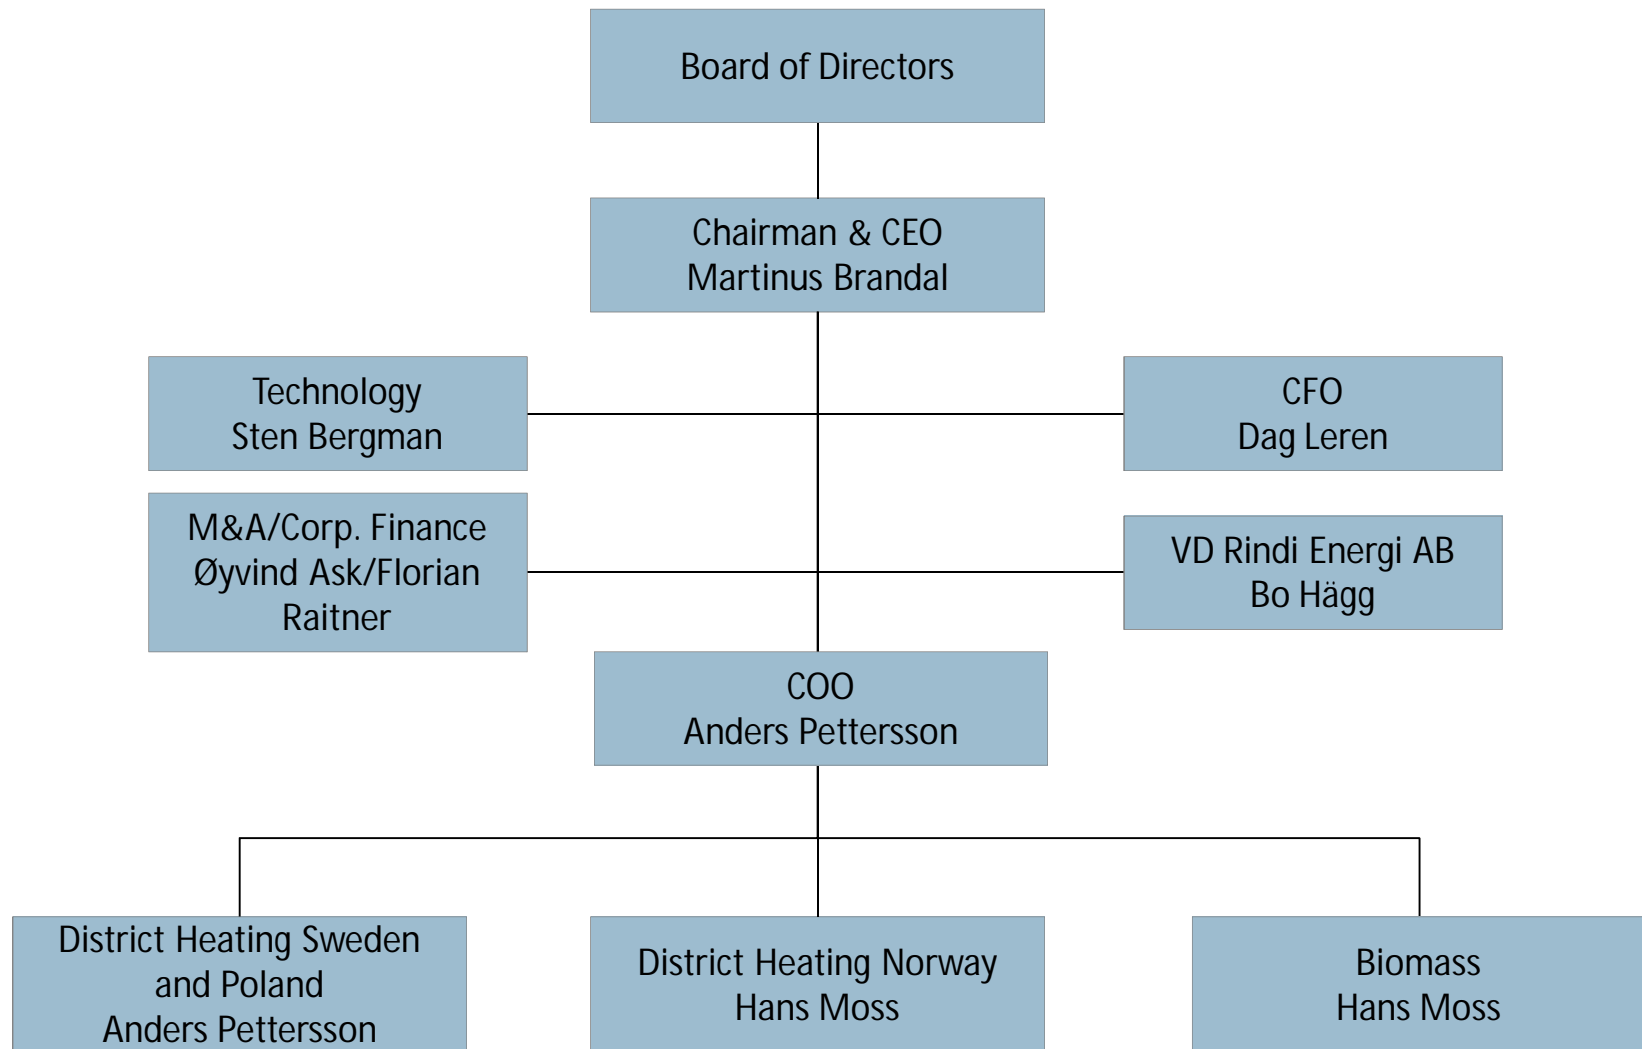 Board of Directors
Chairman & CEO
Martinus Brandal
Technology
Sten Bergman
CFO
Dag Leren
M&A/Corp. Finance
Øyvind Ask/Florian
Raitner
VD Rindi Energi AB
Bo Hägg
COO
Anders Pettersson
District Heating Sweden
and Poland
Anders Pettersson
District Heating Norway
Hans Moss
Biomass
Hans Moss